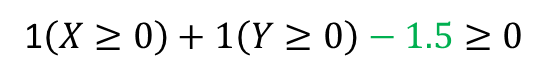 1(X ≥ 0) + 1(Y ≥ 0) − 1.5 ≥ 0